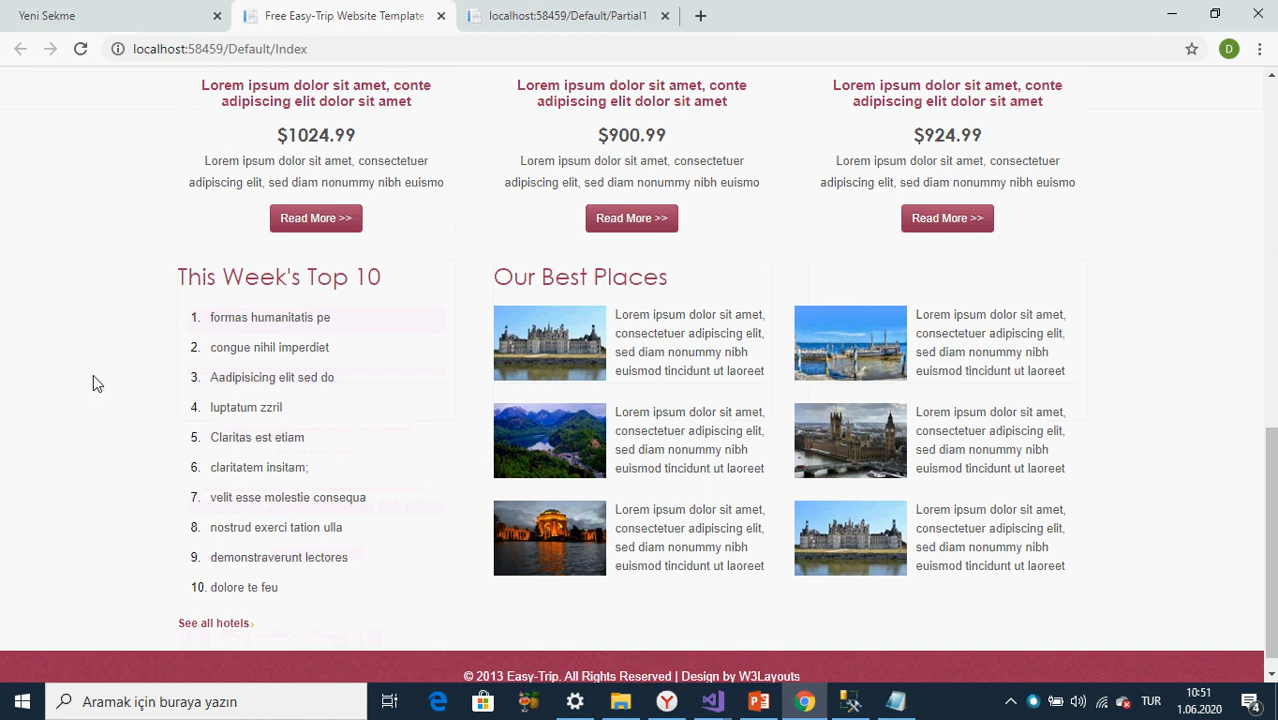 Yeni Sekme
Free Easy-Trip Website Template
localhost:58459/Default/Partial1
localhost:58459/Default/Index
D
Lorem ipsum dolor sit amet, conte
adipiscing elit dolor sit amet
$1024.99
Lorem ipsum dolor sit amet, consectetuer
adipiscing elit, sed diam nonummy nibh euismo
Read More >>
Lorem ipsum dolor sit amet, conte
adipiscing elit dolor sit amet
$900.99
Lorem ipsum dolor sit amet, consectetuer
adipiscing elit, sed diam nonummy nibh euismo
Read More >>
Lorem ipsum dolor sit amet, conte
adipiscing elit dolor sit amet
$924.99
Lorem ipsum dolor sit amet, consectetuer
adipiscing elit, sed diam nonummy nibh euismo
Read More >>
This Week's Top 10
1. formas humanitatis pe
2. congue nihil imperdiet
3. Aadipisicing elit sed do
4. luptatum zzril
5. Claritas est etiam
6. claritatem insitam;
7. velit esse molestie consequa
8. nostrud exerci tation ulla
9. demonstraverunt lectores
10. dolore te feu
See all hotels
Our Best Places
Lorem ipsum dolor sit amet,
consectetuer adipiscing elit,
sed diam nonummy nibh
euismod tincidunt ut laoreet
Lorem ipsum dolor sit amet,
consectetuer adipiscing elit,
sed diam nonummy nibh
euismod tincidunt ut laoreet
Lorem ipsum dolor sit amet,
consectetuer adipiscing elit,
sed diam nonummy nibh
euismod tincidunt ut laoreet
Lorem ipsum dolor sit amet,
consectetuer adipiscing elit,
sed diam nonummy nibh
euismod tincidunt ut laoreet
Lorem ipsum dolor sit amet,
consectetuer adipiscing elit,
sed diam nonummy nibh
euismod tincidunt ut laoreet
Lorem ipsum dolor sit amet,
consectetuer adipiscing elit,
sed diam nonummy nibh
euismod tincidunt ut laoreet
© 2013 Easy-Trip. All Rights Reserved | Design by W3Layouts
Aramak için buraya yazın
TUR
10:51
1.06.2020
4